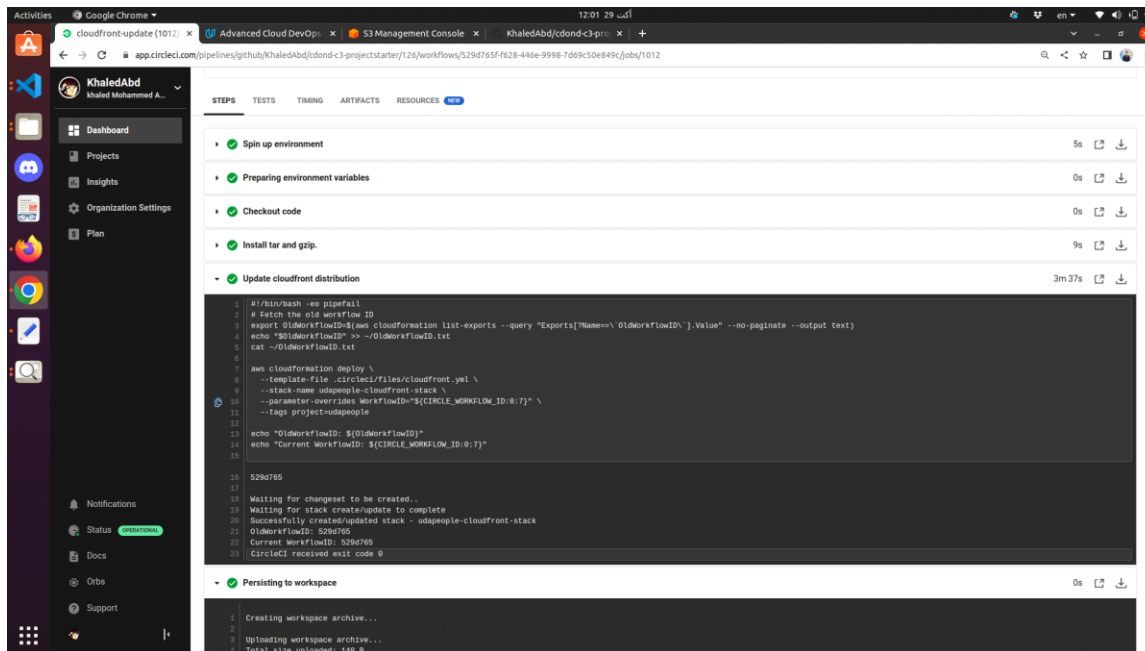 Activities
Google Chrome
12:01 29 أكت
en
cloudfront-update (1012)
Advanced Cloud DevOps
S3 Management Console
KhaledAbd/cdond-c3-pro
app.circleci.com/pipelines/github/KhaledAbd/cdond-c3-projectstarter/126/workflows/529d765f-f628-446e-9998-7d69c50e849c/jobs/1012
KhaledAbd
khaled Mohammed A...
Dashboard
Projects
Insights
Organization Settings
Plan
Notifications
Status OPERATIONAL
Docs
Orbs
Support
STEPS TESTS TIMING ARTIFACTS RESOURCES NEW
Spin up environment 5s
Preparing environment variables 0s
Checkout code 0s
Install tar and gzip. 9s
Update cloudfront distribution 3m 37s
1 #!/bin/bash -eo pipefail
2 # Fetch the old workflow ID
3 export OldWorkflowID=$(aws cloudformation list-exports --query "Exports[?Name==\`OldWorkflowID\`].Value" --no-paginate --output text)
4 echo "$OldWorkflowID" >> ~/OldWorkflowID.txt
5 cat ~/OldWorkflowID.txt
6
7 aws cloudformation deploy \
8 --template-file .circleci/files/cloudfront.yml \
9 --stack-name udapeople-cloudfront-stack \
10 --parameter-overrides WorkflowID="${CIRCLE_WORKFLOW_ID:0:7}" \
11 --tags project=udapeople
12
13 echo "OldWorkflowID: ${OldWorkflowID}"
14 echo "Current WorkflowID: ${CIRCLE_WORKFLOW_ID:0:7}"
15
16 529d765
17
18 Waiting for changeset to be created..
19 Waiting for stack create/update to complete
20 Successfully created/updated stack - udapeople-cloudfront-stack
21 OldWorkflowID: 529d765
22 Current WorkflowID: 529d765
23 CircleCI received exit code 0
Persisting to workspace 0s
1 Creating workspace archive...
2
3 Uploading workspace archive...
4 Total size uploaded: 140 B